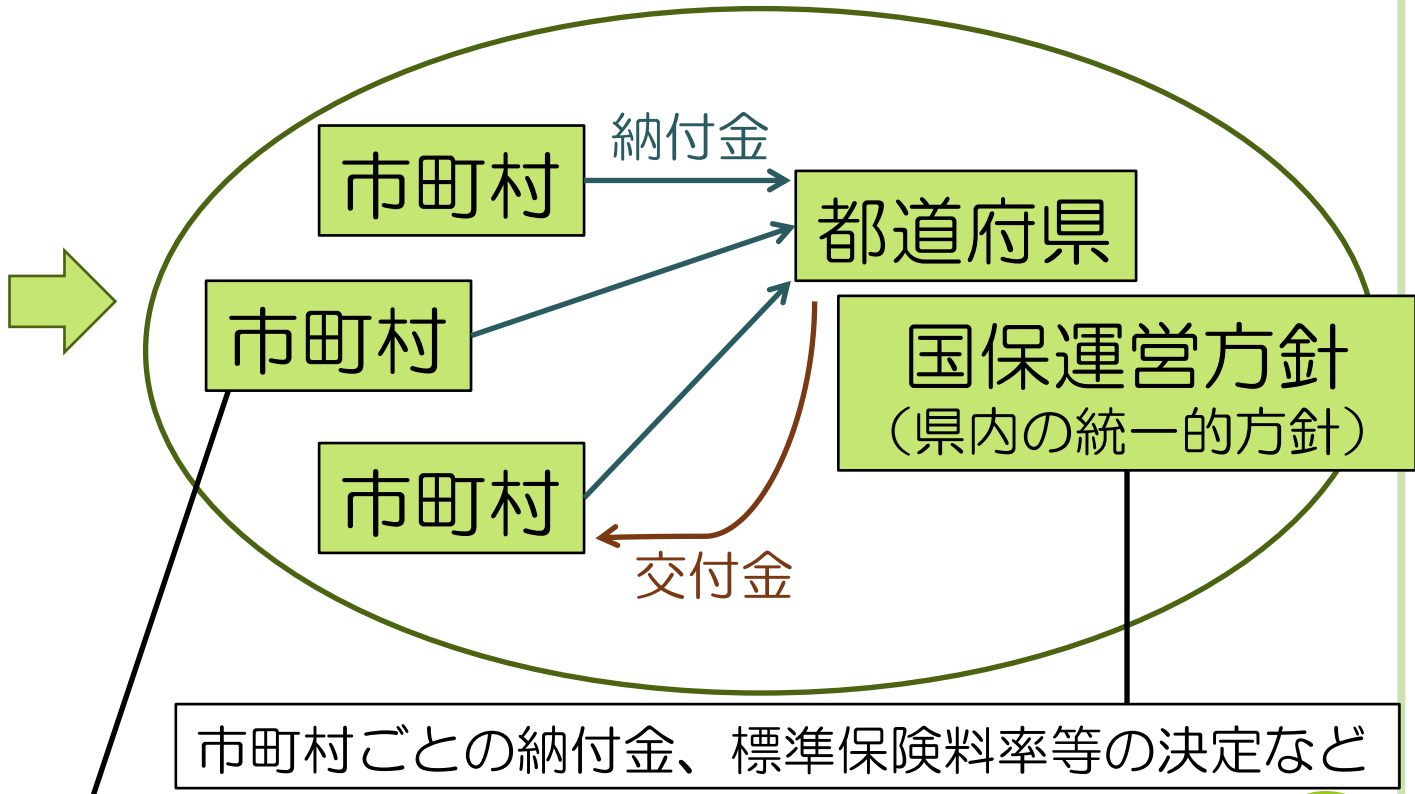 納付金
市町村
都道府県
市町村
国保運営方針
（県内の統一的方針）
市町村
交付金
市町村ごとの納付金、標準保険料率等の決定など